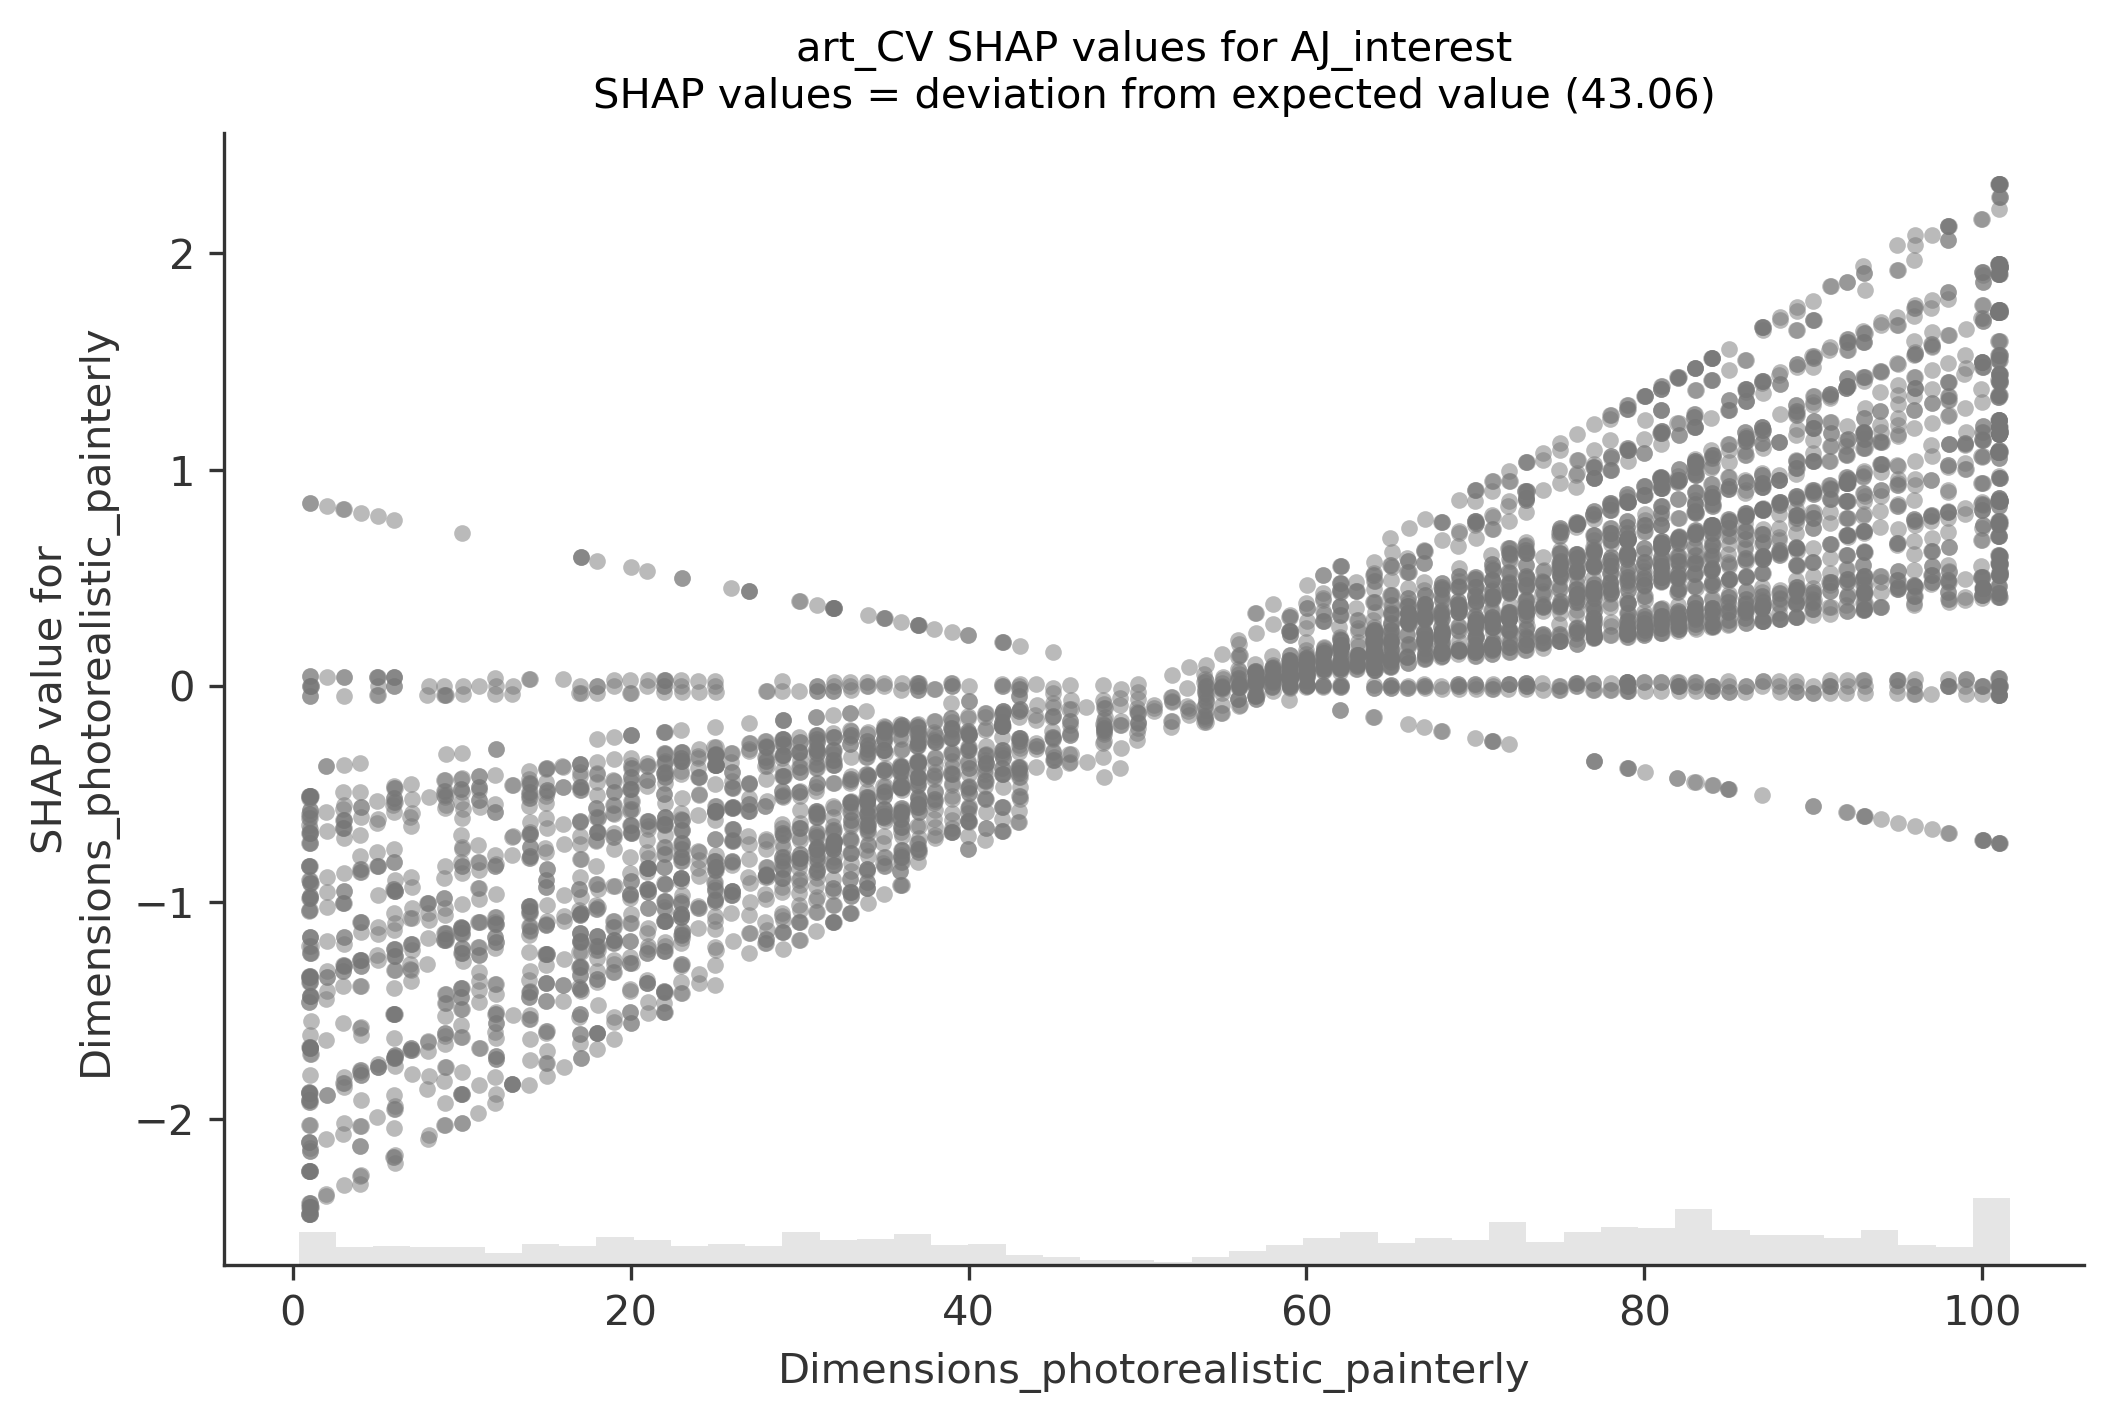 art_CV SHAP values for AJ_interest
SHAP values = deviation from expected value (43.06)
SHAP value for
Dimensions_photorealistic_painterly
2
1
0
−1
−2
0
20
40
60
80
100
Dimensions_photorealistic_painterly